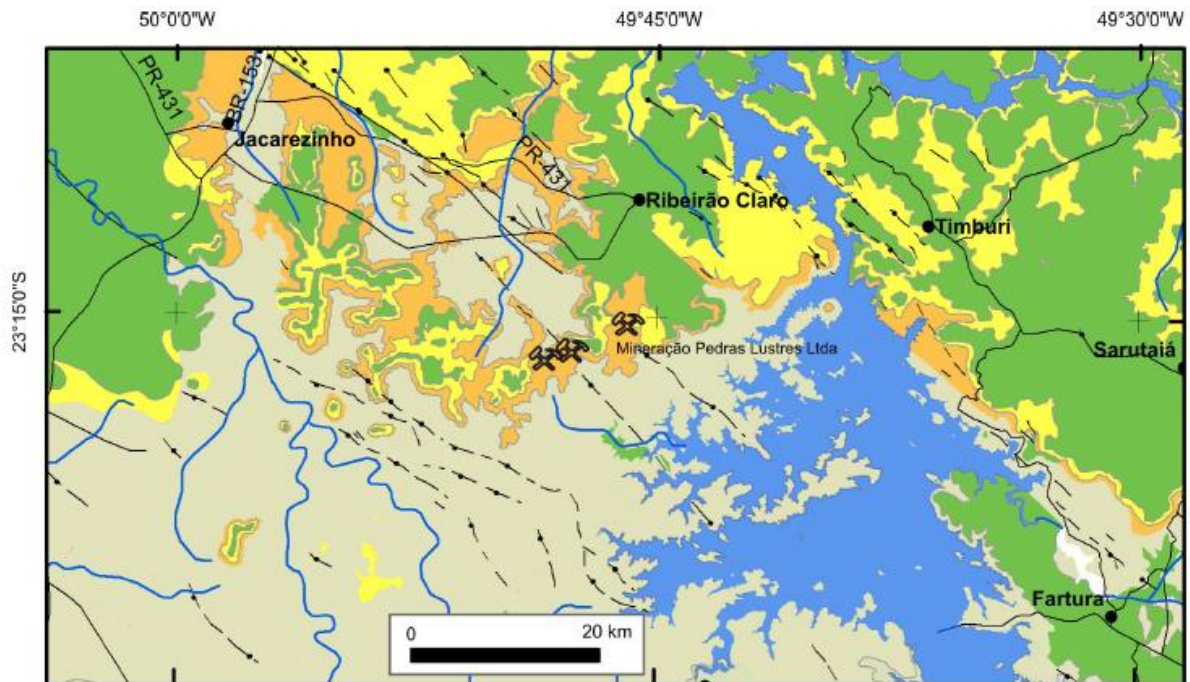 50°0'0"W
49°45'0"W
49°30'0"W
PR-431
BR-153
Jacarezinho
PR-431
Ribeirão Claro
Timburi
23°15'0"S
Mineração Pedras Lustres Ltda
Sarutaiá
Fartura
0 20 km